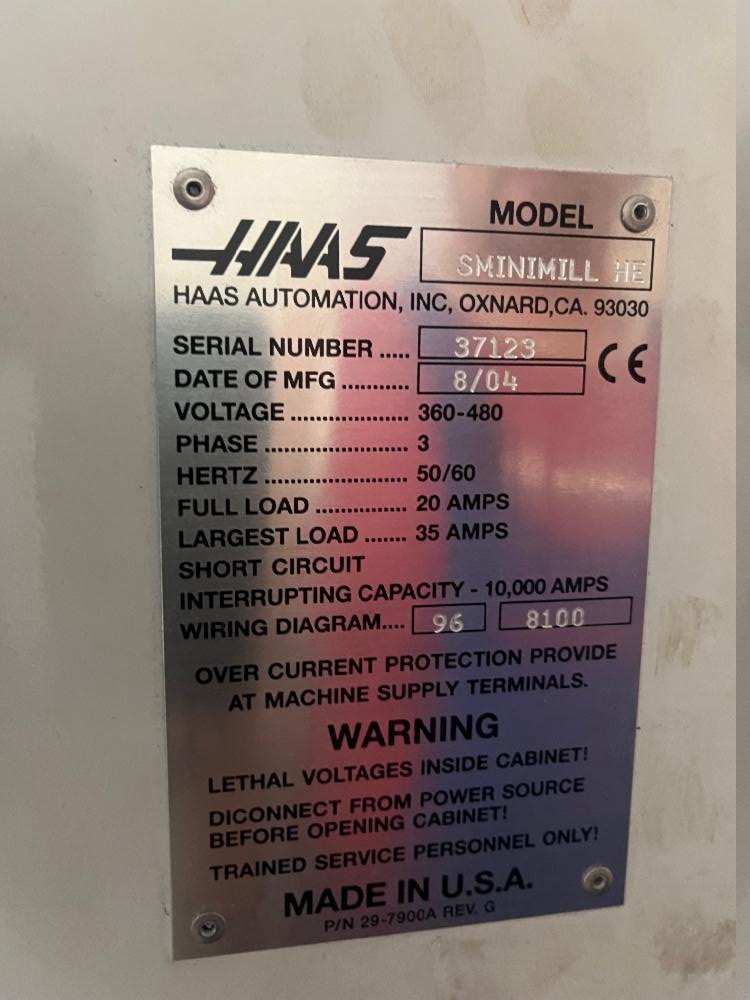 MODEL
HAAS SMINIMILL HE
HAAS AUTOMATION, INC, OXNARD,CA. 93030
SERIAL NUMBER ..... 37123 CE
DATE OF MFG ........... 8/04
VOLTAGE .................... 360-480
PHASE ........................ 3
HERTZ ........................ 50/60
FULL LOAD ............... 20 AMPS
LARGEST LOAD ....... 35 AMPS
SHORT CIRCUIT
INTERRUPTING CAPACITY - 10,000 AMPS
WIRING DIAGRAM.... 96 8100
OVER CURRENT PROTECTION PROVIDE
AT MACHINE SUPPLY TERMINALS.
WARNING
LETHAL VOLTAGES INSIDE CABINET!
DICONNECT FROM POWER SOURCE
BEFORE OPENING CABINET!
TRAINED SERVICE PERSONNEL ONLY!
MADE IN U.S.A.
P/N 29-7900A REV. G